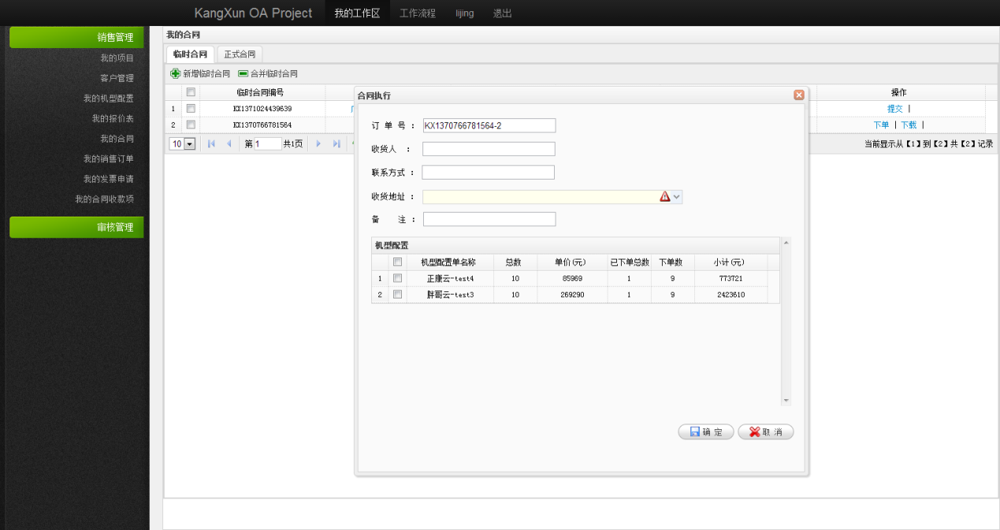 KangXun OA Project 我的工作区 工作流程 lijing 退出
销售管理
我的项目
客户管理
我的机型配置
我的报价表
我的合同
我的销售订单
我的发票申请
我的合同收款项
审核管理
我的合同
临时合同 正式合同
新增临时合同 合并临时合同
临时合同编号 操作
1 KX1371024439639 提交 |
2 KX1370766781564 下单 | 下载 |
10 第 1 共1页 当前显示从【1】到【2】共【2】记录
合同执行
订 单 号 : KX1370766781564-2
收货人 :
联系方式 :
收货地址 :
备 注 :
机型配置
机型配置单名称 总数 单价(元) 已下单总数 下单数 小计(元)
1 正康云-test4 10 85969 1 9 773721
2 胖哥云-test3 10 269290 1 9 2423610
确 定 取 消